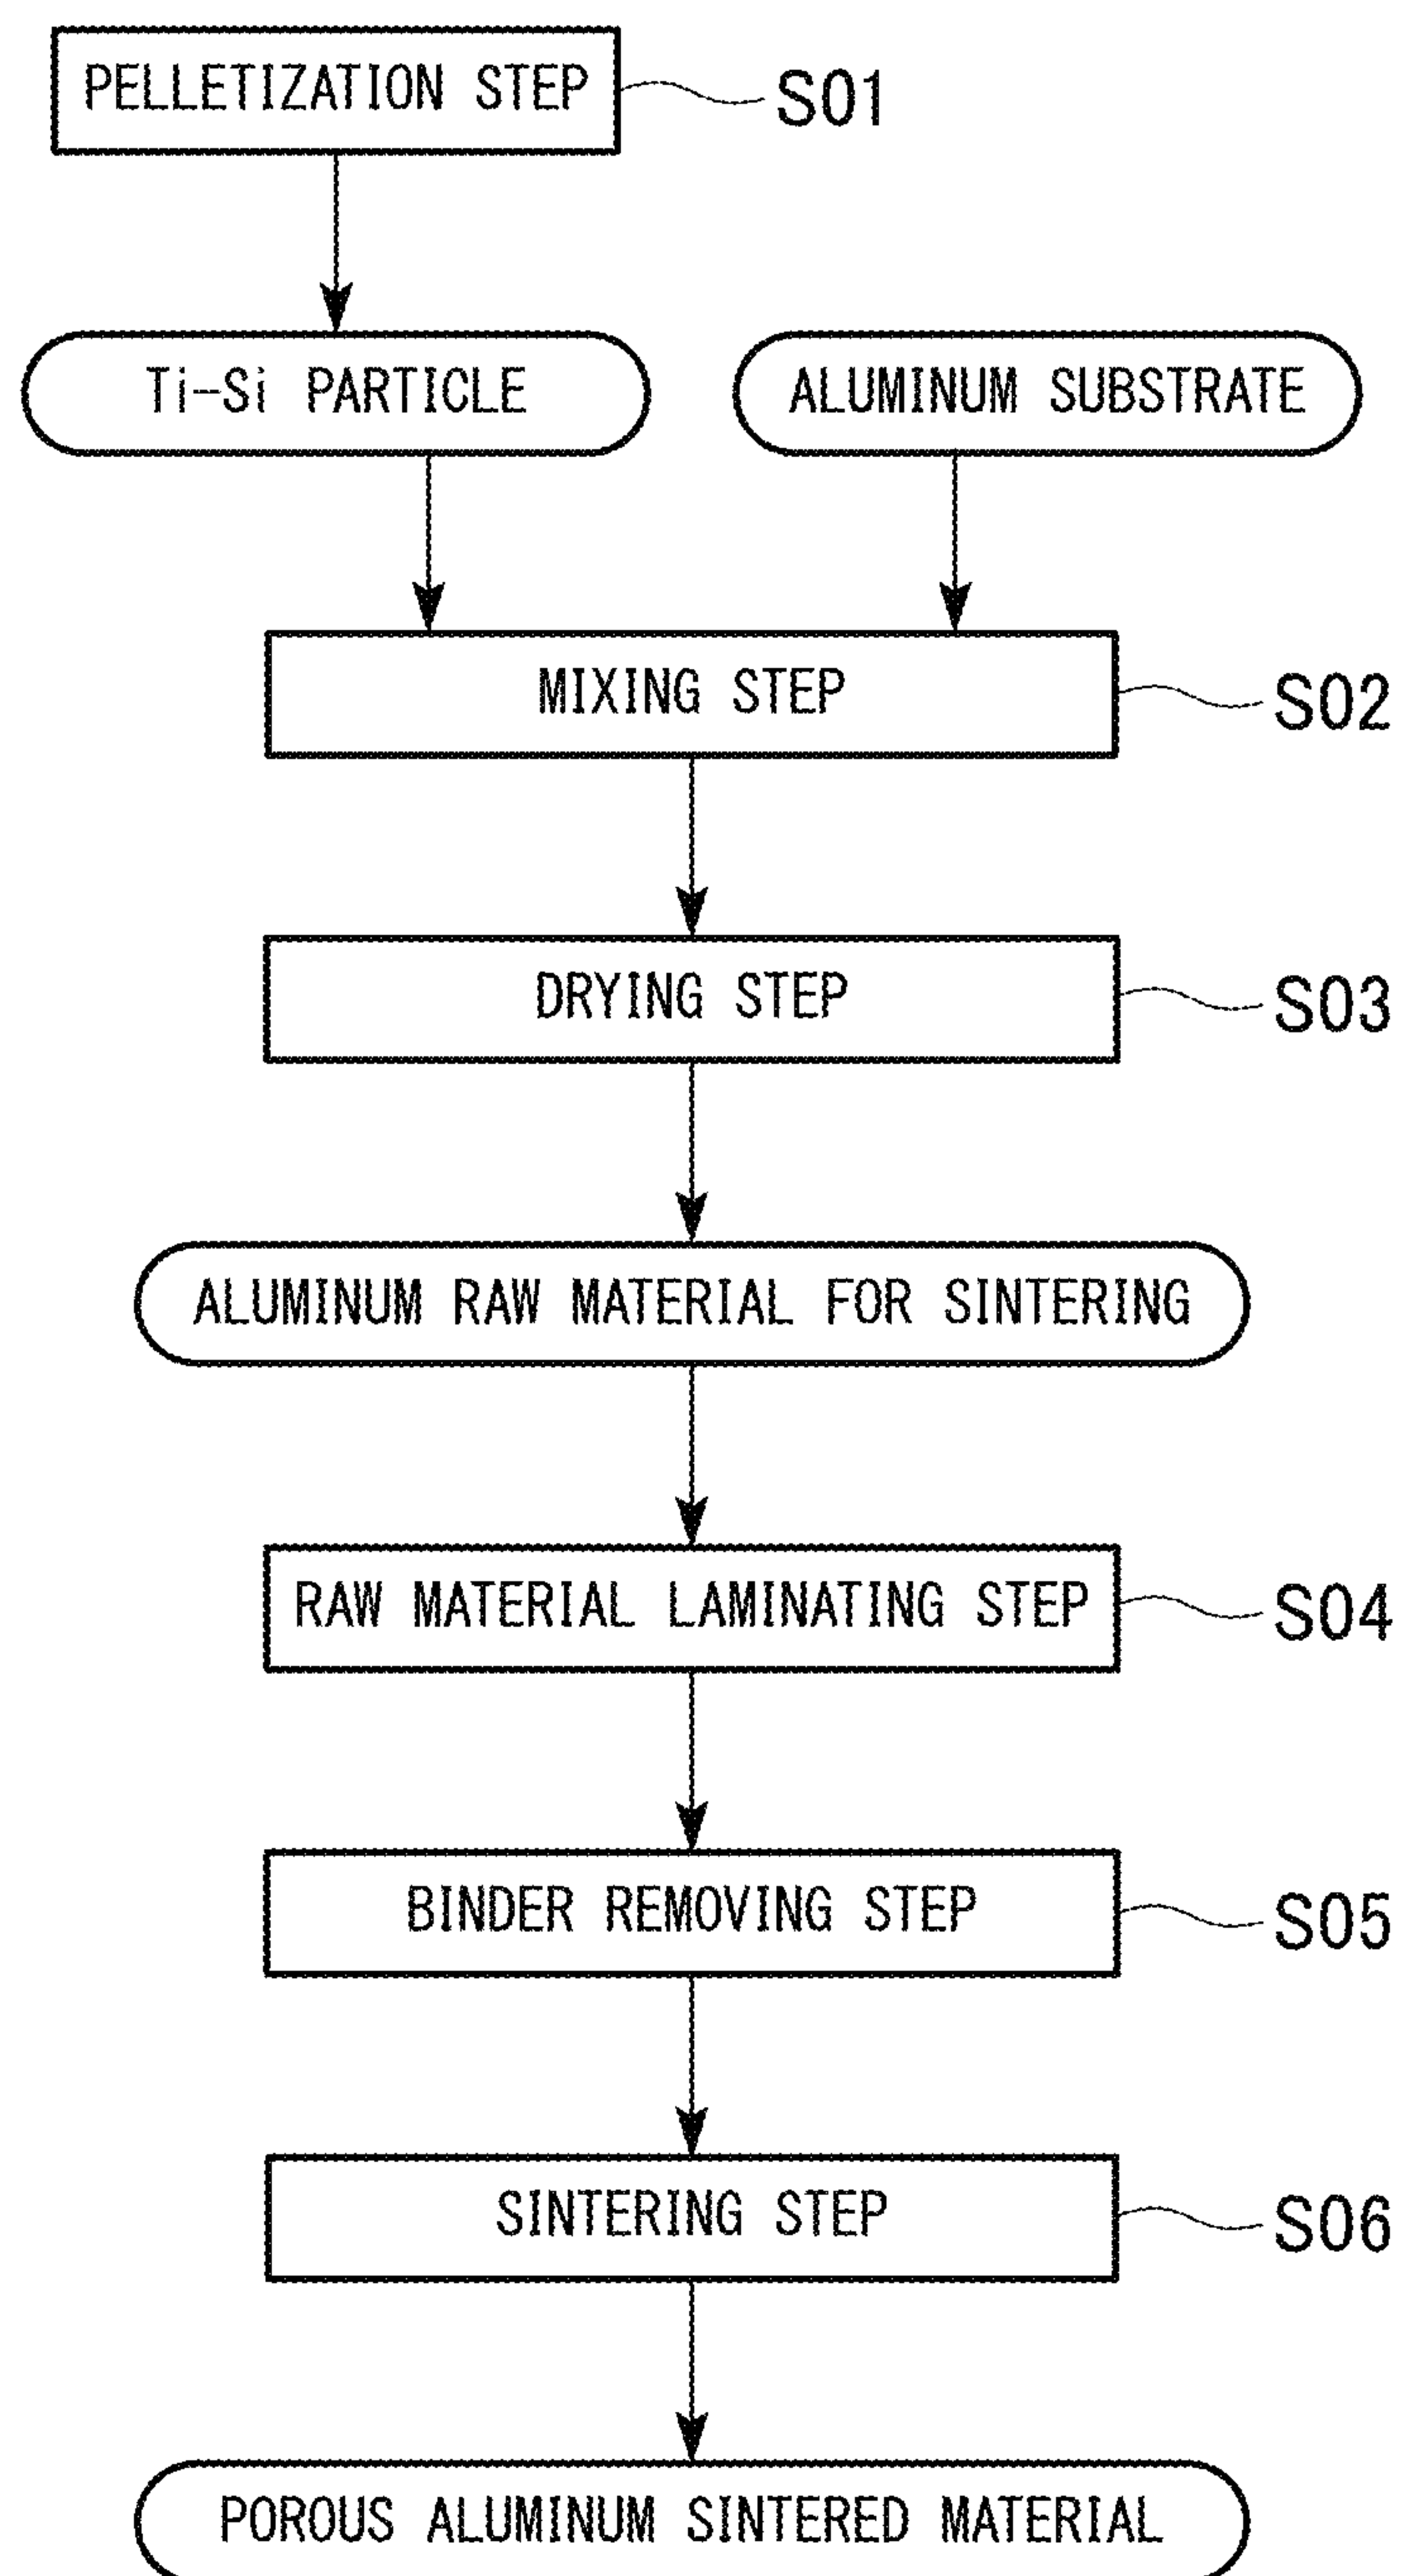 PELLETIZATION STEP
S01
Ti-Si PARTICLE
ALUMINUM SUBSTRATE
MIXING STEP
S02
DRYING STEP
S03
ALUMINUM RAW MATERIAL FOR SINTERING
RAW MATERIAL LAMINATING STEP
S04
BINDER REMOVING STEP
S05
SINTERING STEP
S06
POROUS ALUMINUM SINTERED MATERIAL